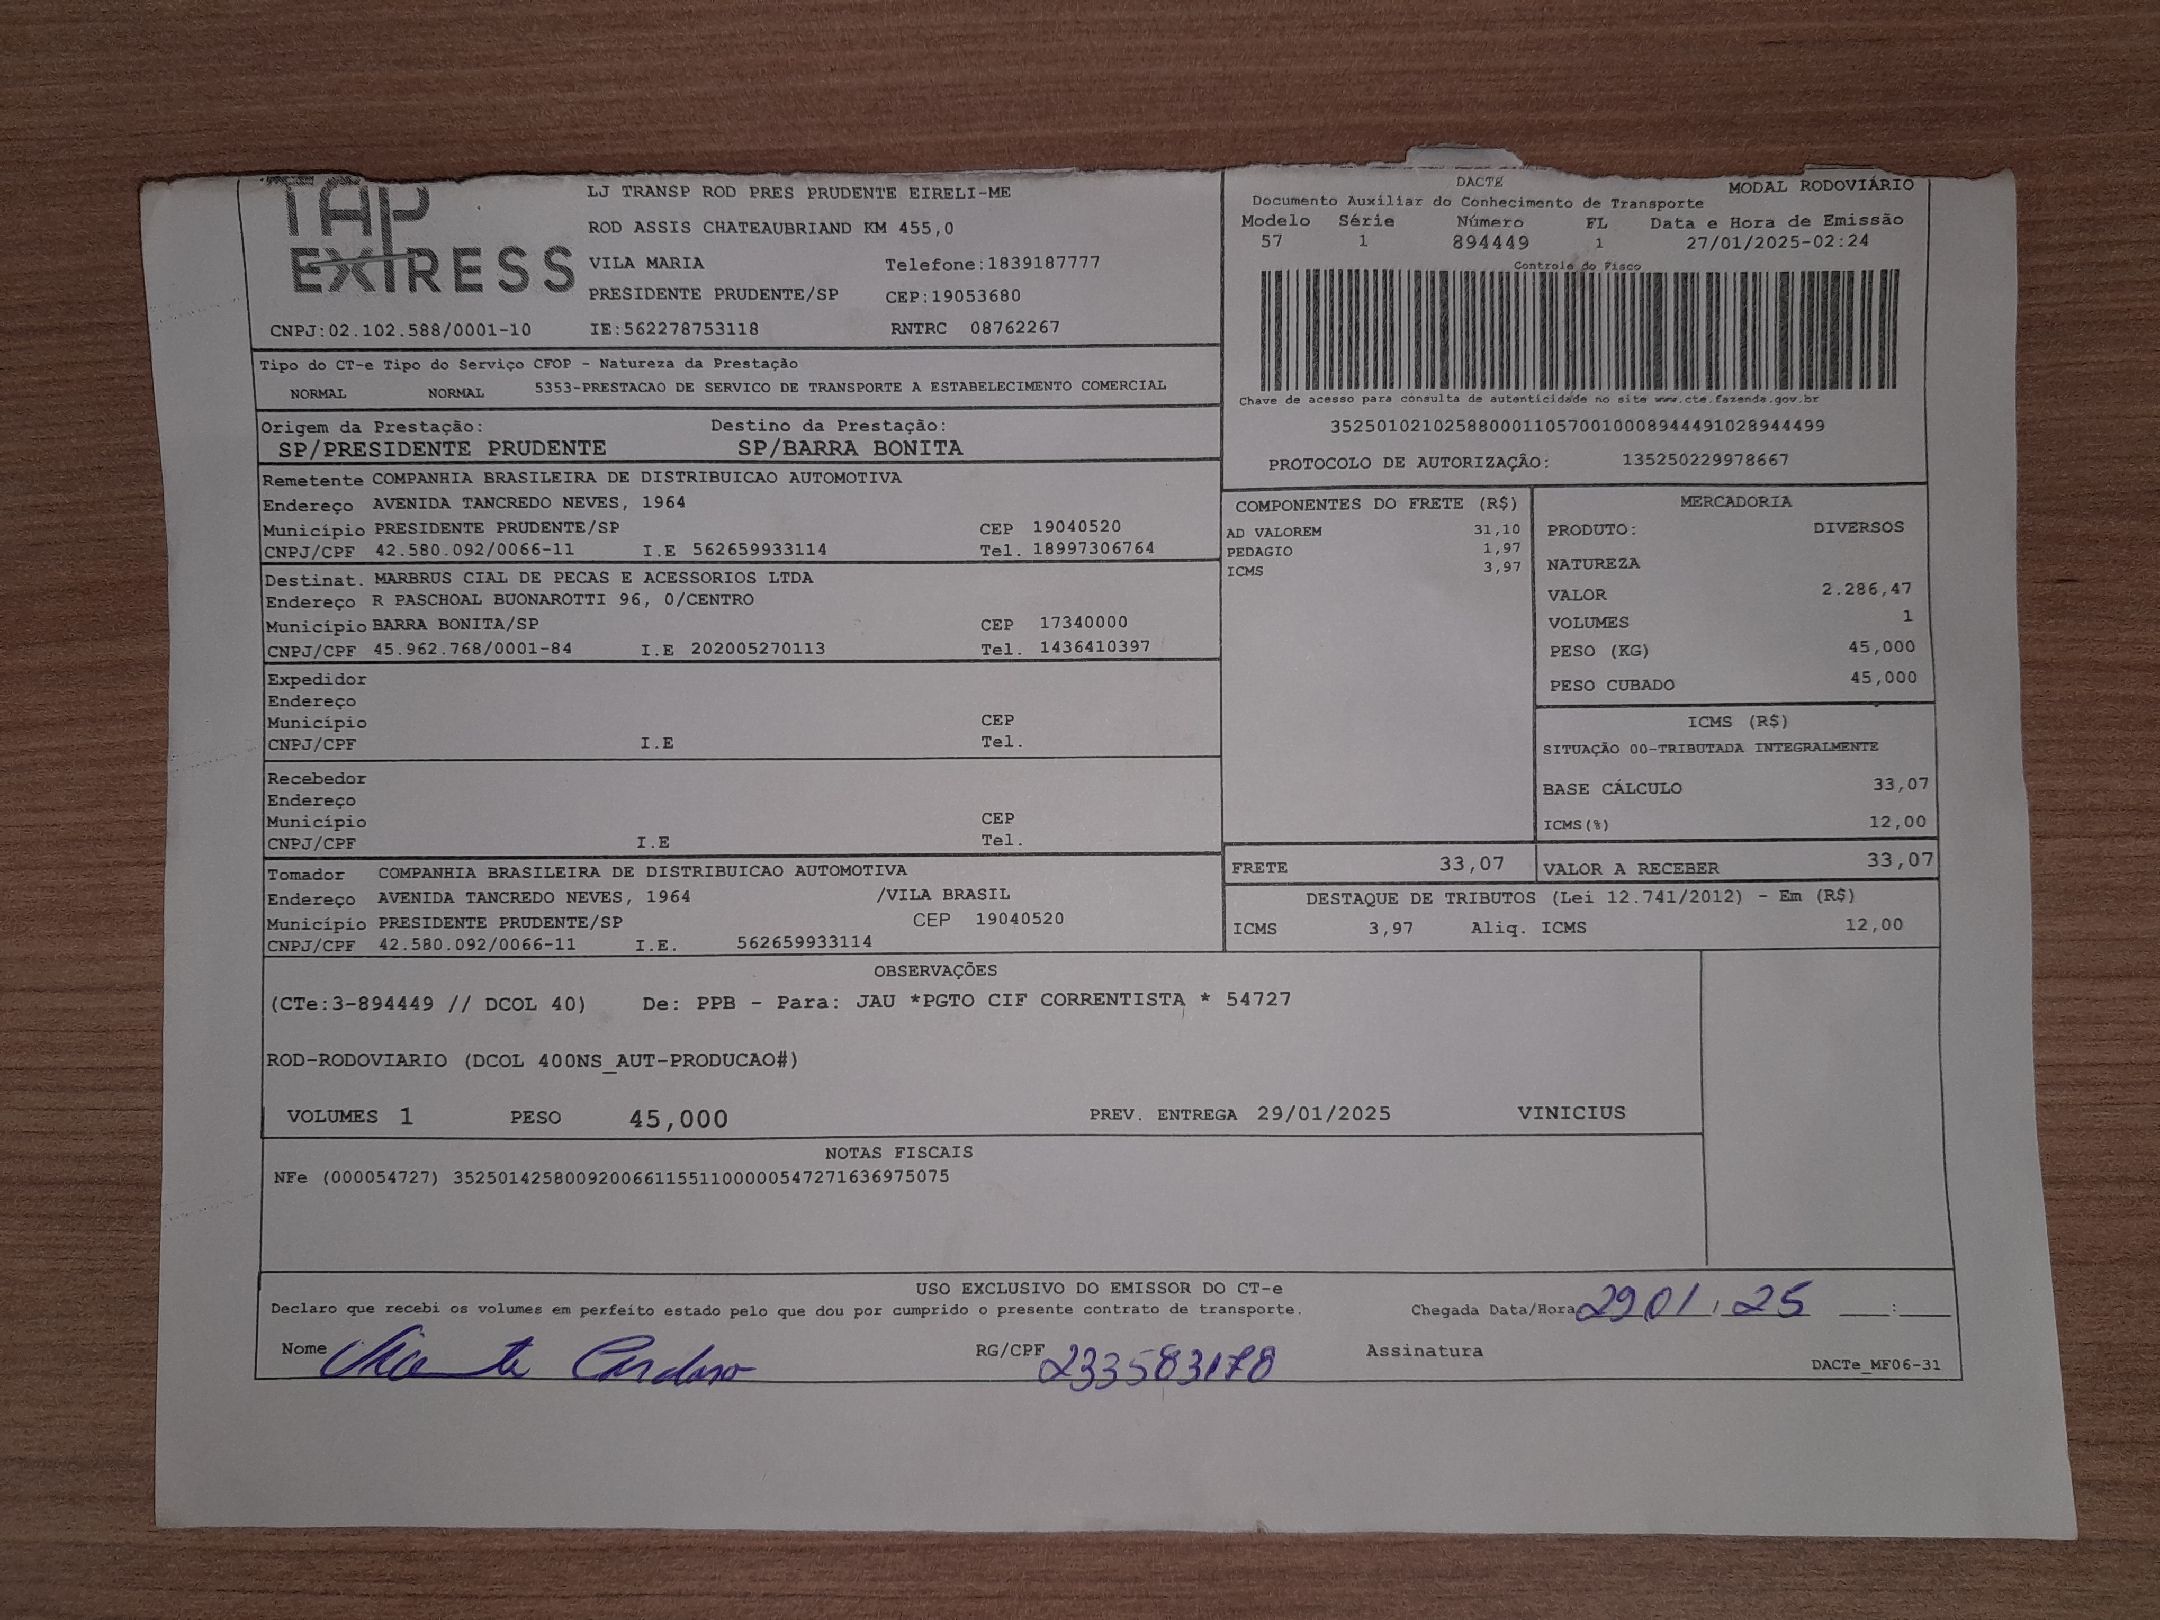 TAP
EXPRESS
LJ TRANSP ROD PRES PRUDENTE EIRELI-ME
ROD ASSIS CHATEAUBRIAND KM 455,0
VILA MARIA Telefone:1839187777
PRESIDENTE PRUDENTE/SP CEP:19053680
CNPJ:02.102.588/0001-10 IE:562278753118 RNTRC 08762267
DACTE MODAL RODOVIÁRIO
Documento Auxiliar do Conhecimento de Transporte
Modelo Série Número FL Data e Hora de Emissão
57 1 894449 1 27/01/2025-02:24
Controle do Fisco
Chave de acesso para consulta de autenticidade no site www.cte.fazenda.gov.br
35250102102588000110570010008944491028944499
PROTOCOLO DE AUTORIZAÇÃO: 135250229978667
Tipo do CT-e Tipo do Serviço CFOP - Natureza da Prestação
NORMAL NORMAL 5353-PRESTACAO DE SERVICO DE TRANSPORTE A ESTABELECIMENTO COMERCIAL
Origem da Prestação: Destino da Prestação:
SP/PRESIDENTE PRUDENTE SP/BARRA BONITA
Remetente COMPANHIA BRASILEIRA DE DISTRIBUICAO AUTOMOTIVA
Endereço AVENIDA TANCREDO NEVES, 1964
Município PRESIDENTE PRUDENTE/SP CEP 19040520
CNPJ/CPF 42.580.092/0066-11 I.E 562659933114 Tel. 18997306764
Destinat. MARBRUS CIAL DE PECAS E ACESSORIOS LTDA
Endereço R PASCHOAL BUONAROTTI 96, 0/CENTRO
Município BARRA BONITA/SP CEP 17340000
CNPJ/CPF 45.962.768/0001-84 I.E 202005270113 Tel. 1436410397
Expedidor
Endereço
Município CEP
CNPJ/CPF I.E Tel.
Recebedor
Endereço
Município CEP
CNPJ/CPF I.E Tel.
Tomador COMPANHIA BRASILEIRA DE DISTRIBUICAO AUTOMOTIVA
Endereço AVENIDA TANCREDO NEVES, 1964 /VILA BRASIL
Município PRESIDENTE PRUDENTE/SP CEP 19040520
CNPJ/CPF 42.580.092/0066-11 I.E. 562659933114
COMPONENTES DO FRETE (R$)
AD VALOREM 31,10
PEDAGIO 1,97
ICMS 3,97
MERCADORIA
PRODUTO: DIVERSOS
NATUREZA
VALOR 2.286,47
VOLUMES 1
PESO (KG) 45,000
PESO CUBADO 45,000
ICMS (R$)
SITUAÇÃO 00-TRIBUTADA INTEGRALMENTE
BASE CÁLCULO 33,07
ICMS(%) 12,00
FRETE 33,07 VALOR A RECEBER 33,07
DESTAQUE DE TRIBUTOS (Lei 12.741/2012) - Em (R$)
ICMS 3,97 Aliq. ICMS 12,00
OBSERVAÇÕES
(CTe:3-894449 // DCOL 40) De: PPB - Para: JAU *PGTO CIF CORRENTISTA * 54727
ROD-RODOVIARIO (DCOL 400NS_AUT-PRODUCAO#)
VOLUMES 1 PESO 45,000 PREV. ENTREGA 29/01/2025 VINICIUS
NOTAS FISCAIS
NFe (000054727) 35250142580092006611551100000547271636975075
USO EXCLUSIVO DO EMISSOR DO CT-e
Declaro que recebi os volumes em perfeito estado pelo que dou por cumprido o presente contrato de transporte. Chegada Data/Hora 29 01 25 __:__
Nome Vicente Cardoso RG/CPF 233583178 Assinatura
DACTe_MF06-31